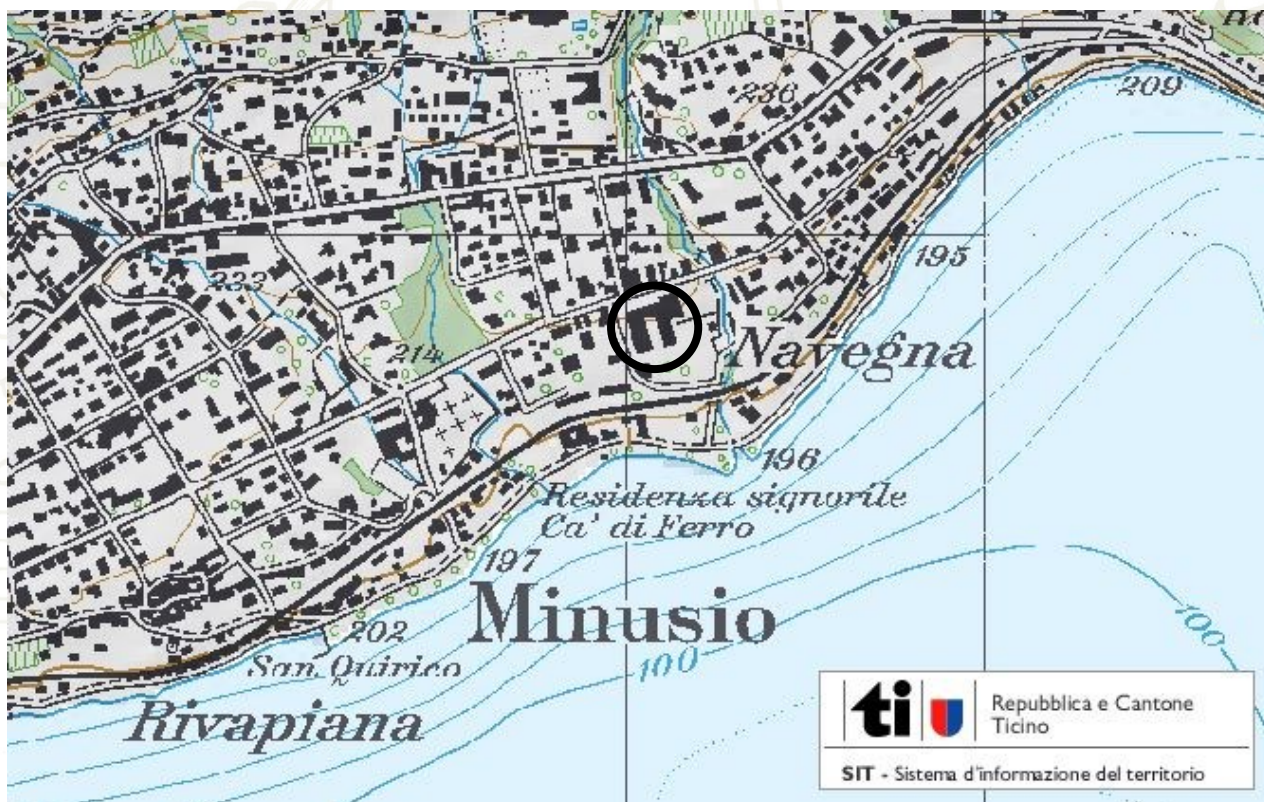 236
209
195
233
214
Navegna
196
Residenza signorile
Ca' di Ferro
197
Minusio
202
San Quirico
100
100
Rivapiana
ti
Repubblica e Cantone
Ticino
SIT - Sistema d'informazione del territorio